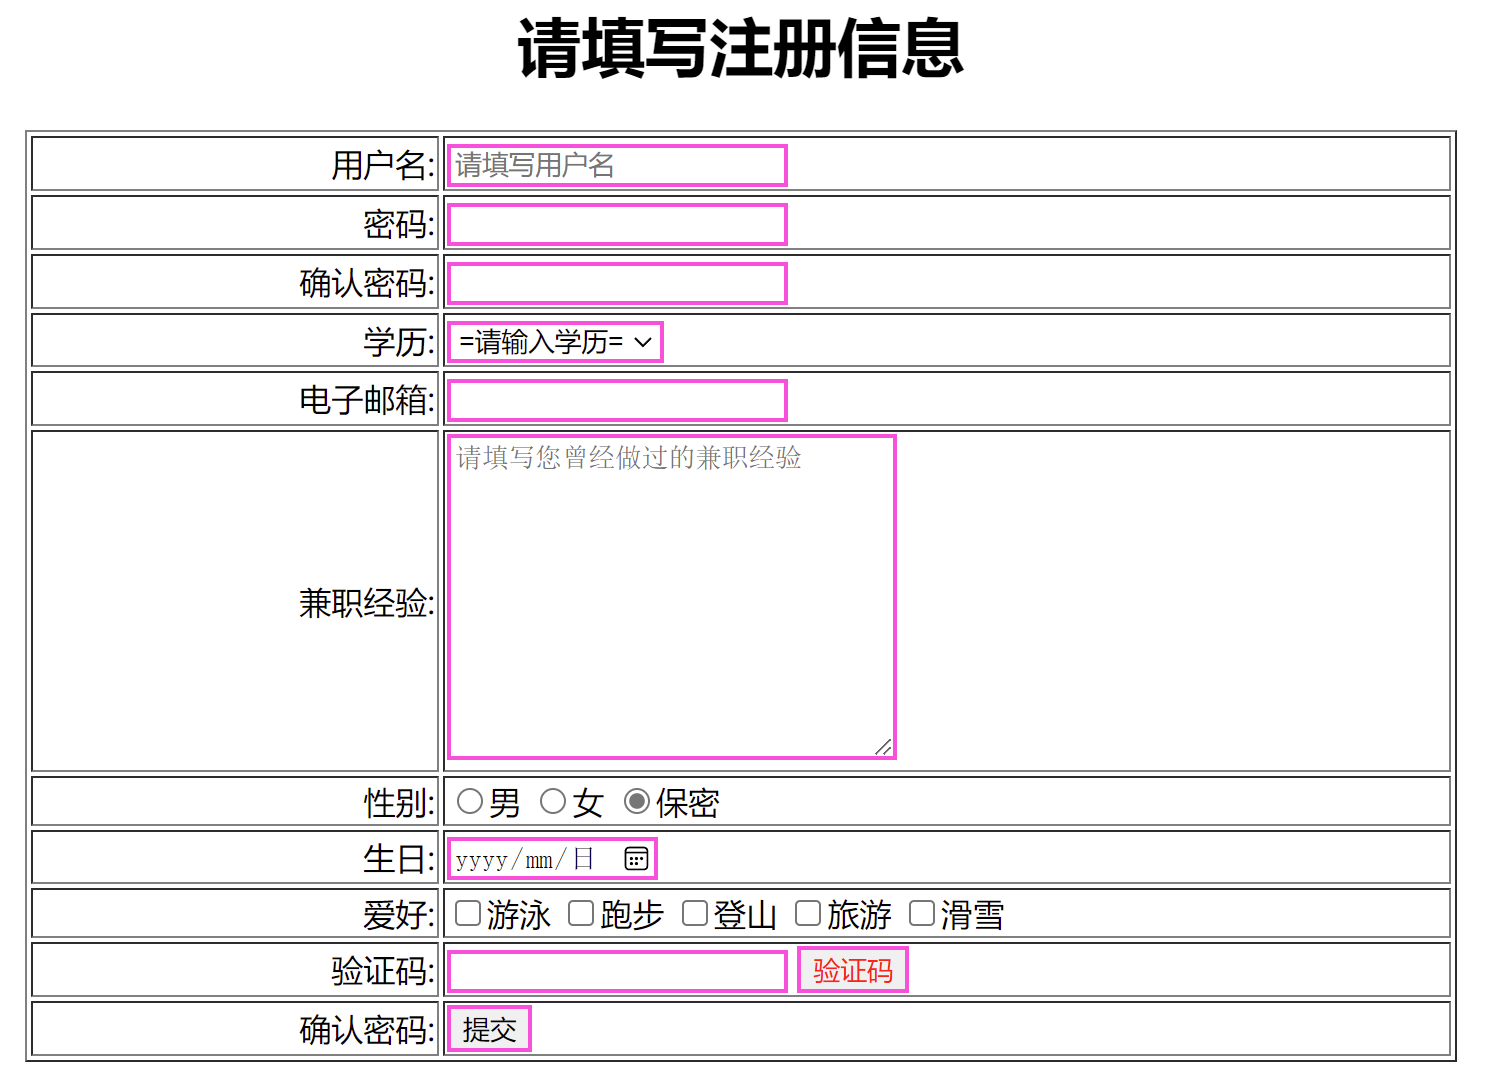 请填写注册信息
用户名: 请填写用户名
密码:
确认密码:
学历: =请输入学历=
电子邮箱:
请填写您曾经做过的兼职经验
兼职经验:
性别: 男 女 保密
生日: yyyy/mm/日
爱好: 游泳 跑步 登山 旅游 滑雪
验证码: 验证码
确认密码: 提交